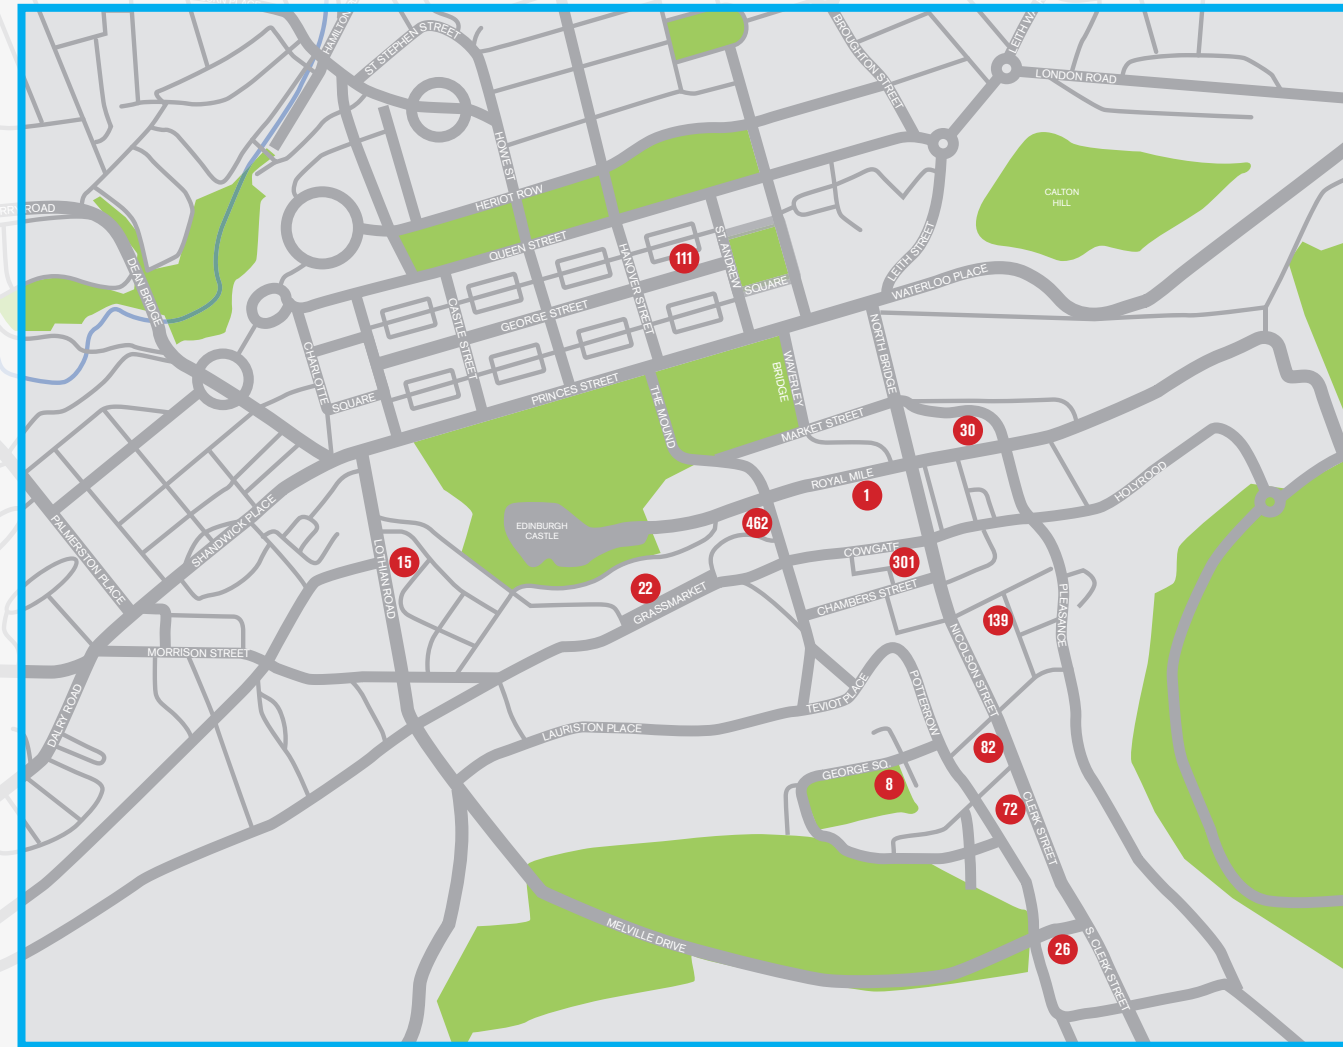 HAMILTON
ST STEPHEN STREET
BROUGHTON STREET
LEITH W
LONDON ROAD
HOWE ST
HERIOT ROW
RRY ROAD
CALTON
HILL
QUEEN STREET
DEAN BRIDGE
HANOVER STREET
111
ST. ANDREW
SQUARE
LEITH STREET
WATERLOO PLACE
CASTLE STREET
GEORGE STREET
CHARLOTTE
SQUARE
PRINCES STREET
THE MOUND
WAVERLEY
BRIDGE
NORTH BRIDGE
MARKET STREET
30
ROYAL MILE
1
HOLYROOD
PALMERSTON PLACE
SHANDWICK PLACE
EDINBURGH
CASTLE
462
LOTHIAN ROAD
15
COWGATE
301
22
GRASSMARKET
CHAMBERS STREET
139
PLEASANCE
MORRISON STREET
NICOLSON STREET
DALRY ROAD
LAURISTON PLACE
TEVIOT PLACE
POTTERROW
82
GEORGE SQ.
8
72
CLERK STREET
MELVILLE DRIVE
26
S. CLERK STREET